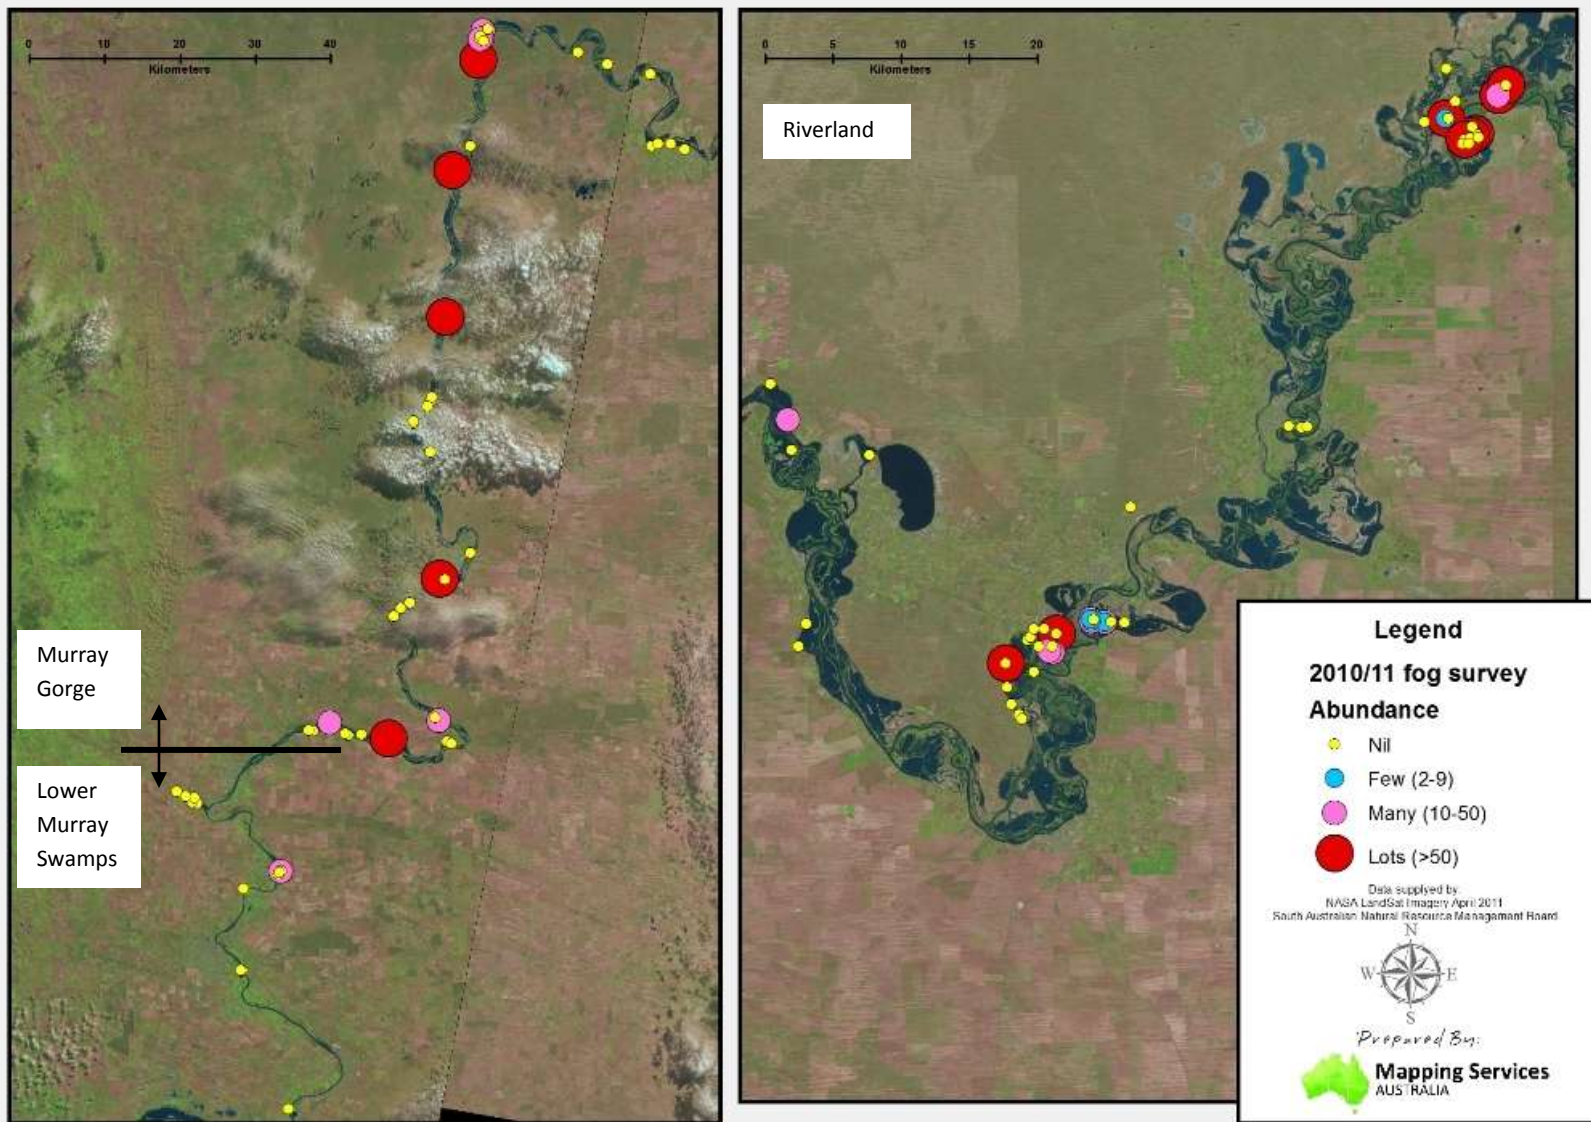 0 10 20 30 40
Kilometers
Murray
Gorge
Lower
Murray
Swamps
0 5 10 15 20
Kilometers
Riverland
Legend
2010/11 fog survey
Abundance
Nil
Few (2-9)
Many (10-50)
Lots (>50)
Data supplyed by:
NASA LandSat Imagery April 2011
South Australian Natural Resource Management Board
N
W E
S
Prepared By:
Mapping Services
AUSTRALIA